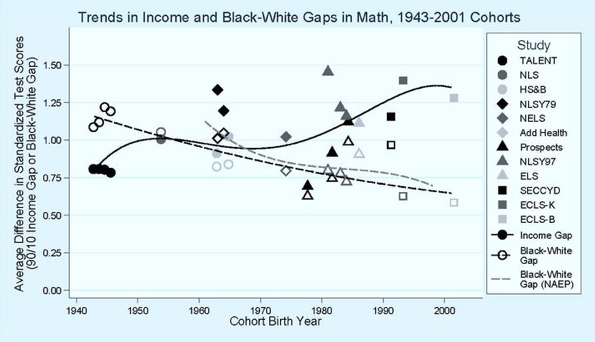 Trends in Income and Black-White Gaps in Math, 1943-2001 Cohorts
Average Difference in Standardized Test Scores
(90/10 Income Gap or Black-White Gap)
1.50
1.25
1.00
0.75
0.50
0.25
0.00
1940 1950 1960 1970 1980 1990 2000
Cohort Birth Year
Study
TALENT
NLS
HS&B
NLSY79
NELS
Add Health
Prospects
NLSY97
ELS
SECCYD
ECLS-K
ECLS-B
Income Gap
Black-White
Gap
Black-White
Gap (NAEP)